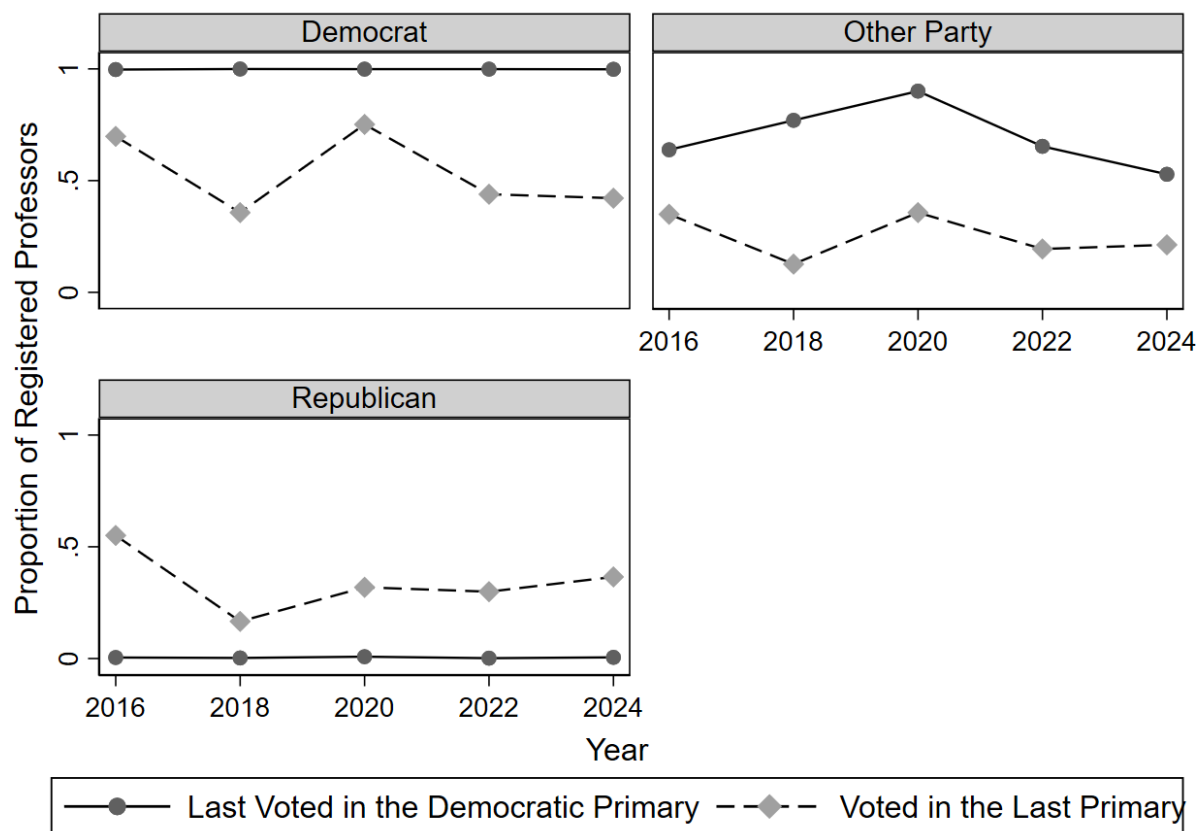 Democrat
Other Party
Proportion of Registered Professors
1
.5
0
2016 2018 2020 2022 2024
Republican
1
.5
0
2016 2018 2020 2022 2024
Year
Last Voted in the Democratic Primary Voted in the Last Primary